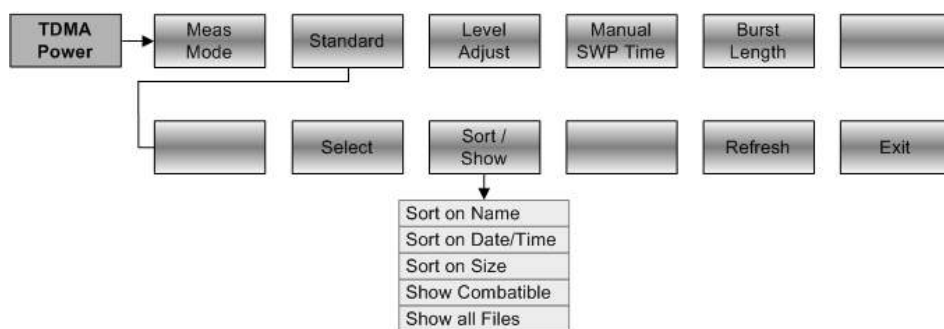 TDMA
Power
Meas
Mode
Standard
Level
Adjust
Manual
SWP Time
Burst
Length
Select
Sort /
Show
Refresh
Exit
Sort on Name
Sort on Date/Time
Sort on Size
Show Combatible
Show all Files